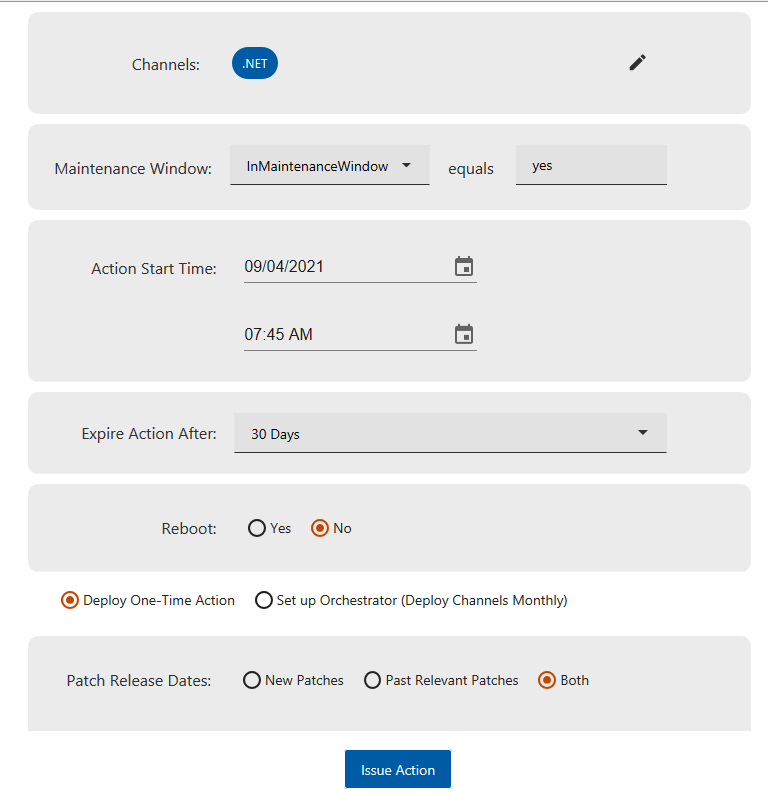 Channels: .NET
Maintenance Window: InMaintenanceWindow equals yes
Action Start Time: 09/04/2021
07:45 AM
Expire Action After: 30 Days
Reboot: Yes No
Deploy One-Time Action Set up Orchestrator (Deploy Channels Monthly)
Patch Release Dates: New Patches Past Relevant Patches Both
Issue Action